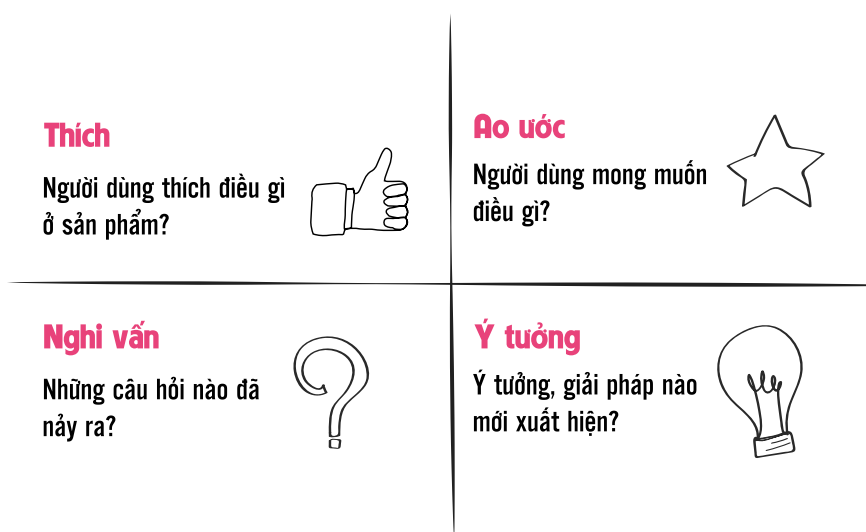 Thích
Người dùng thích điều gì
ở sản phẩm?
Ao ước
Người dùng mong muốn
điều gì?
Nghi vấn
Những câu hỏi nào đã
nảy ra?
Ý tưởng
Ý tưởng, giải pháp nào
mới xuất hiện?